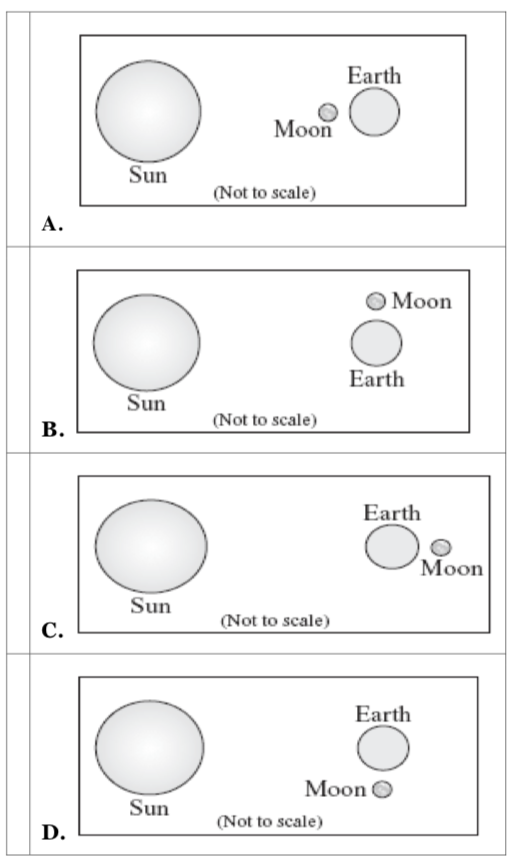 Earth
Moon
Sun
(Not to scale)
A.
Moon
Earth
Sun
(Not to scale)
B.
Earth
Moon
Sun
(Not to scale)
C.
Earth
Moon
Sun
(Not to scale)
D.